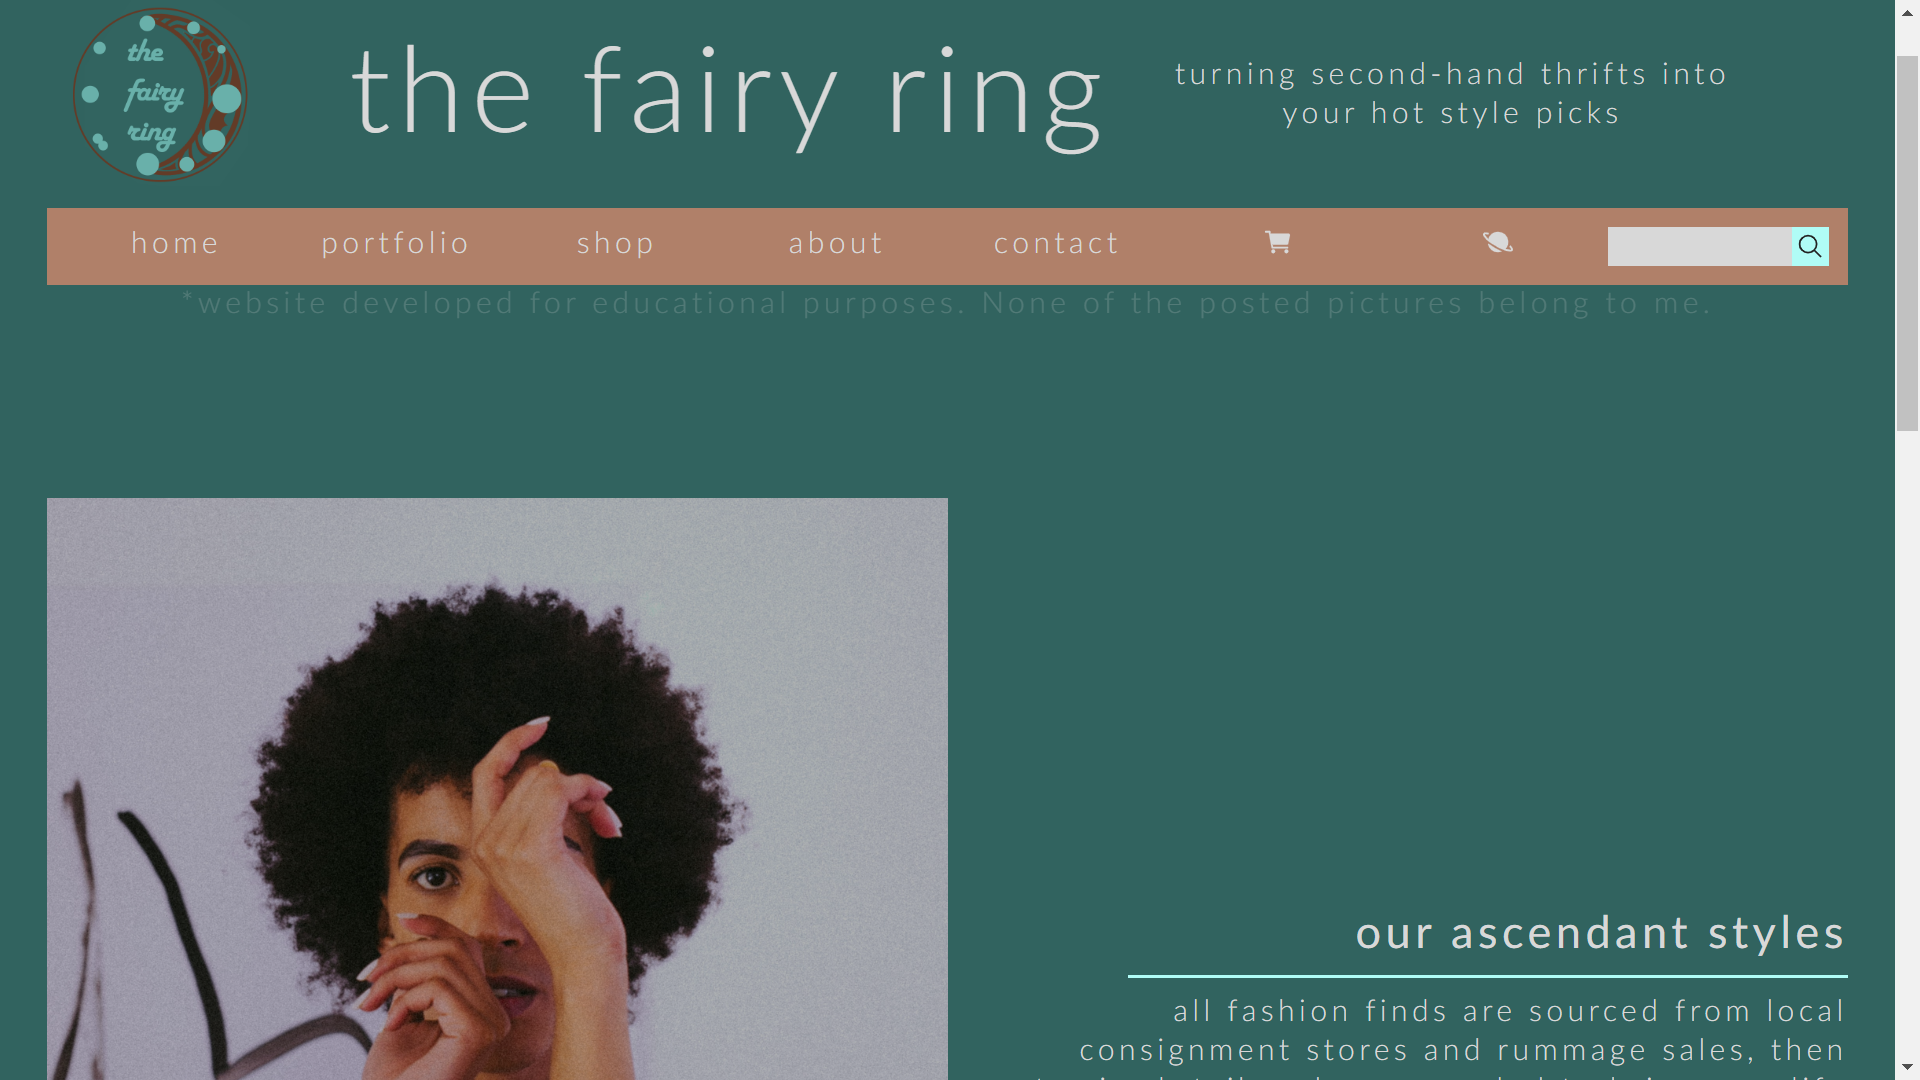 the
fairy
ring
the fairy ring
turning second-hand thrifts into
your hot style picks
home portfolio shop about contact
*website developed for educational purposes. None of the posted pictures belong to me.
our ascendant styles
all fashion finds are sourced from local
consignment stores and rummage sales, then